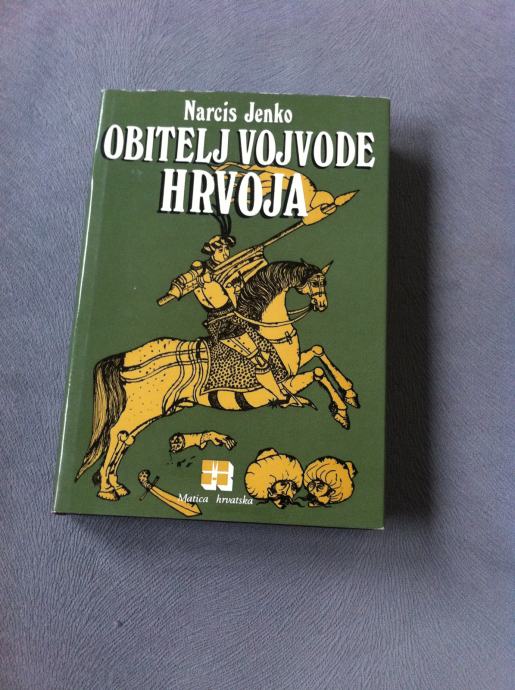 Narcis Jenko
OBITELJ VOJVODE
HRVOJA
Matica hrvatska